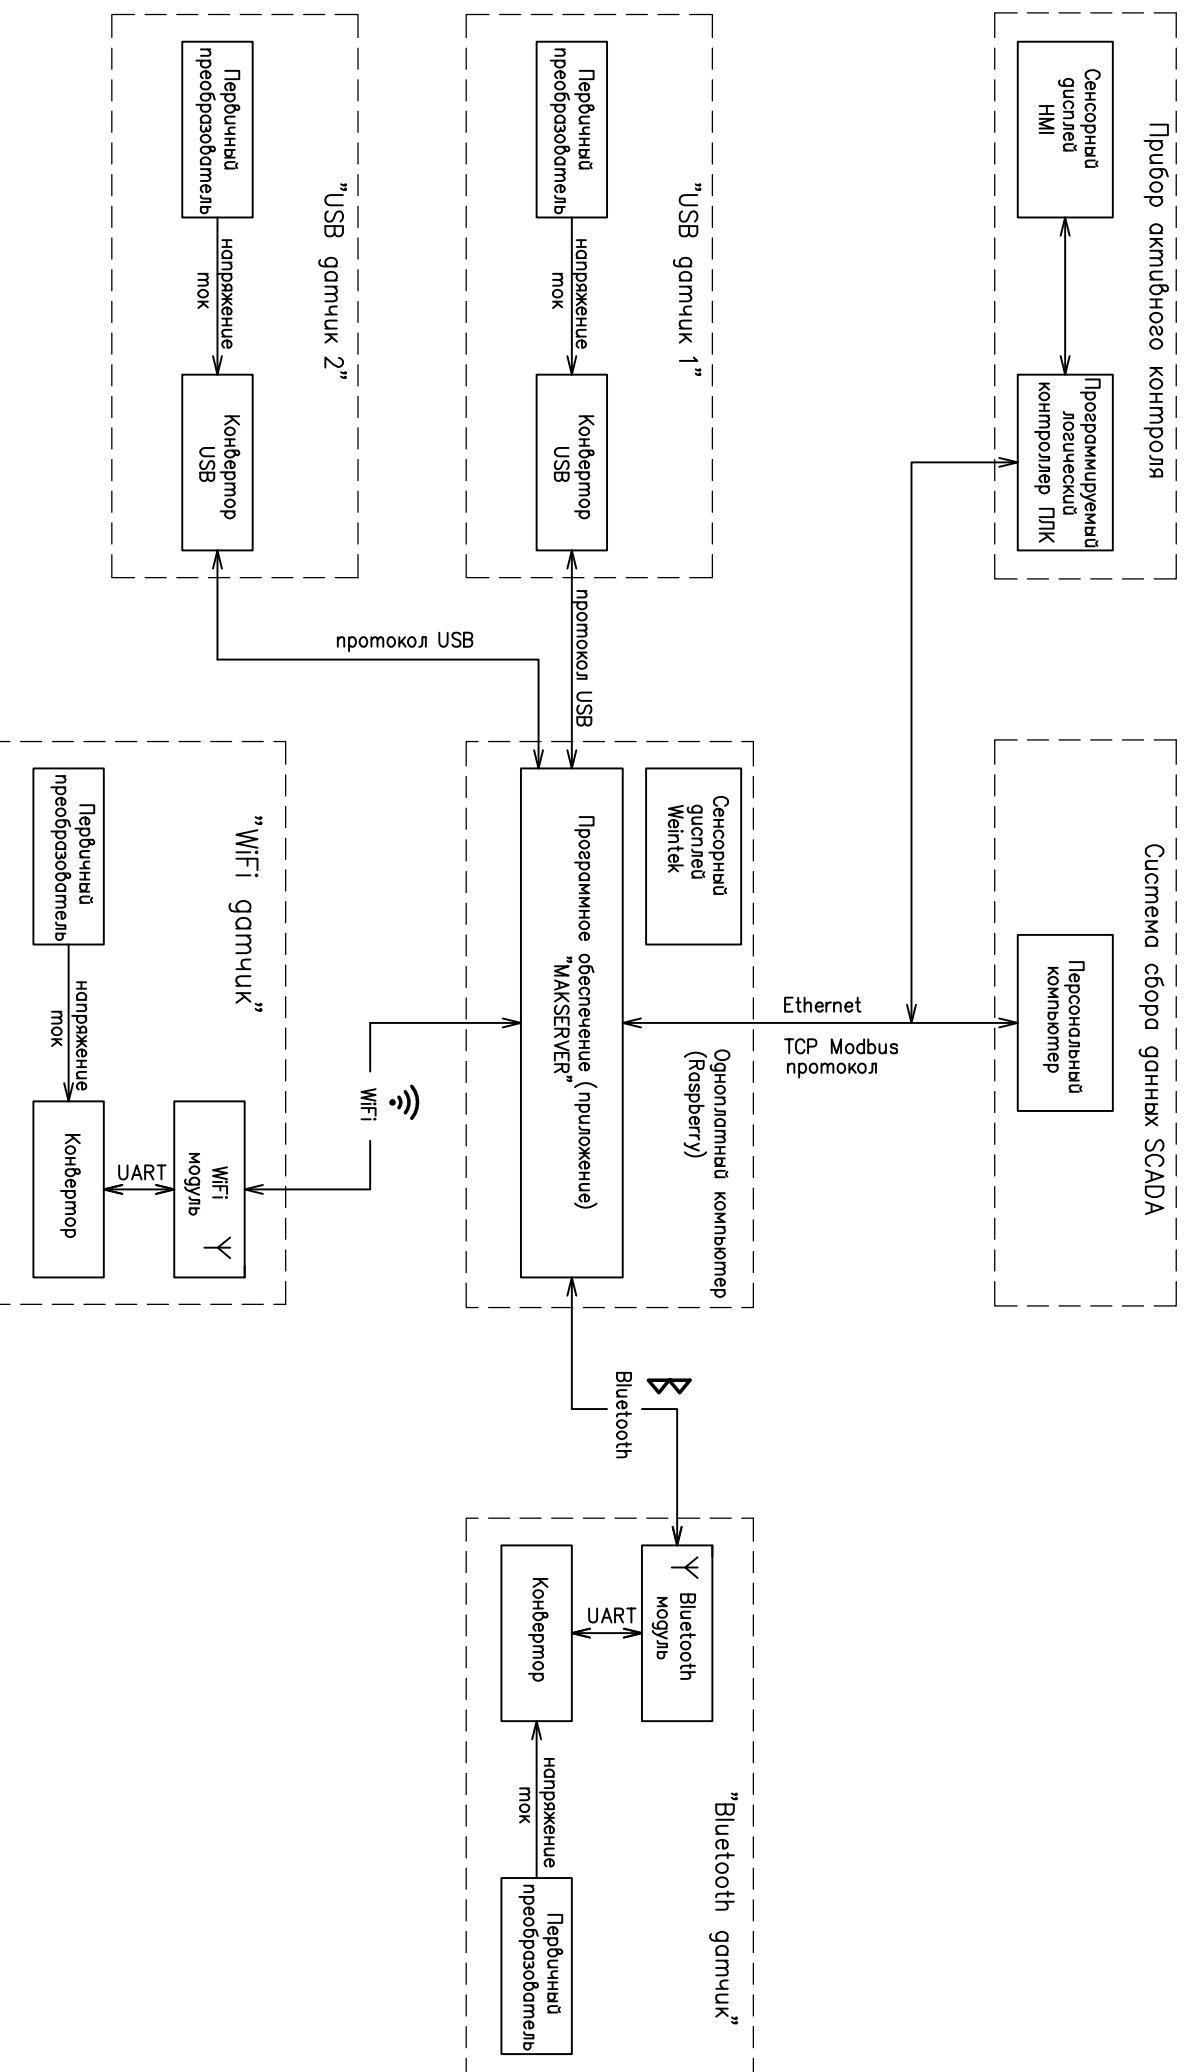 Прибор активного контроля
Сенсорный
дисплей
HMI
Программируемый
логический
контроллер ПЛК
Система сбора данных SCADA
Персональный
компьютер
Ethernet
TCP Modbus
протокол
"USB датчик 1"
Первичный
преобразователь
напряжение
ток
Конвертор
USB
протокол USB
Одноплатный компьютер
(Raspberry)
Сенсорный
дисплей
Weintek
Программное обеспечение (приложение)
"MAKSERVER"
Bluetooth
"Bluetooth датчик"
Bluetooth
модуль
UART
Конвертор
напряжение
ток
Первичный
преобразователь
"USB датчик 2"
Первичный
преобразователь
напряжение
ток
Конвертор
USB
протокол USB
WiFi
"WiFi датчик"
WiFi
модуль
UART
Первичный
преобразователь
напряжение
ток
Конвертор